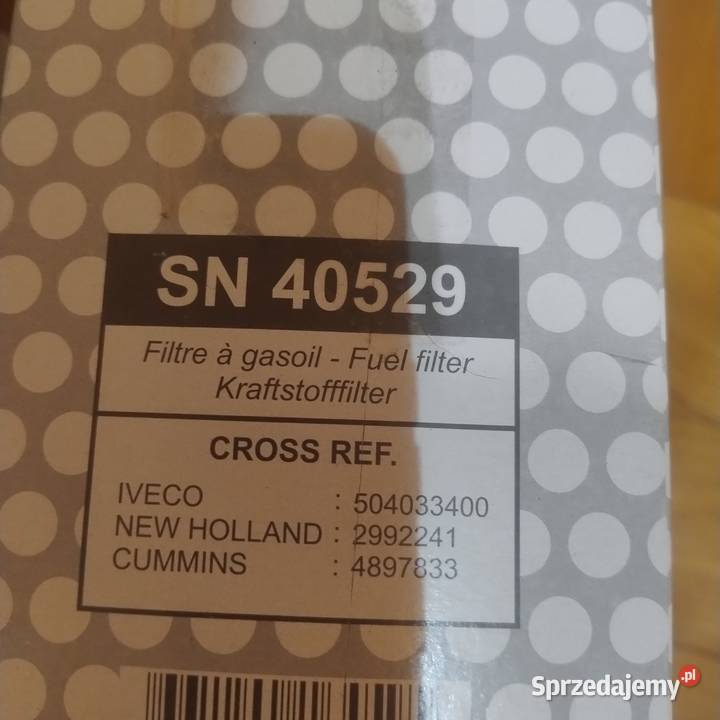 SN 40529
Filtre à gasoil - Fuel filter
Kraftstofffilter
CROSS REF.
IVECO : 504033400
NEW HOLLAND : 2992241
CUMMINS : 4897833
Sprzedajemy.pl